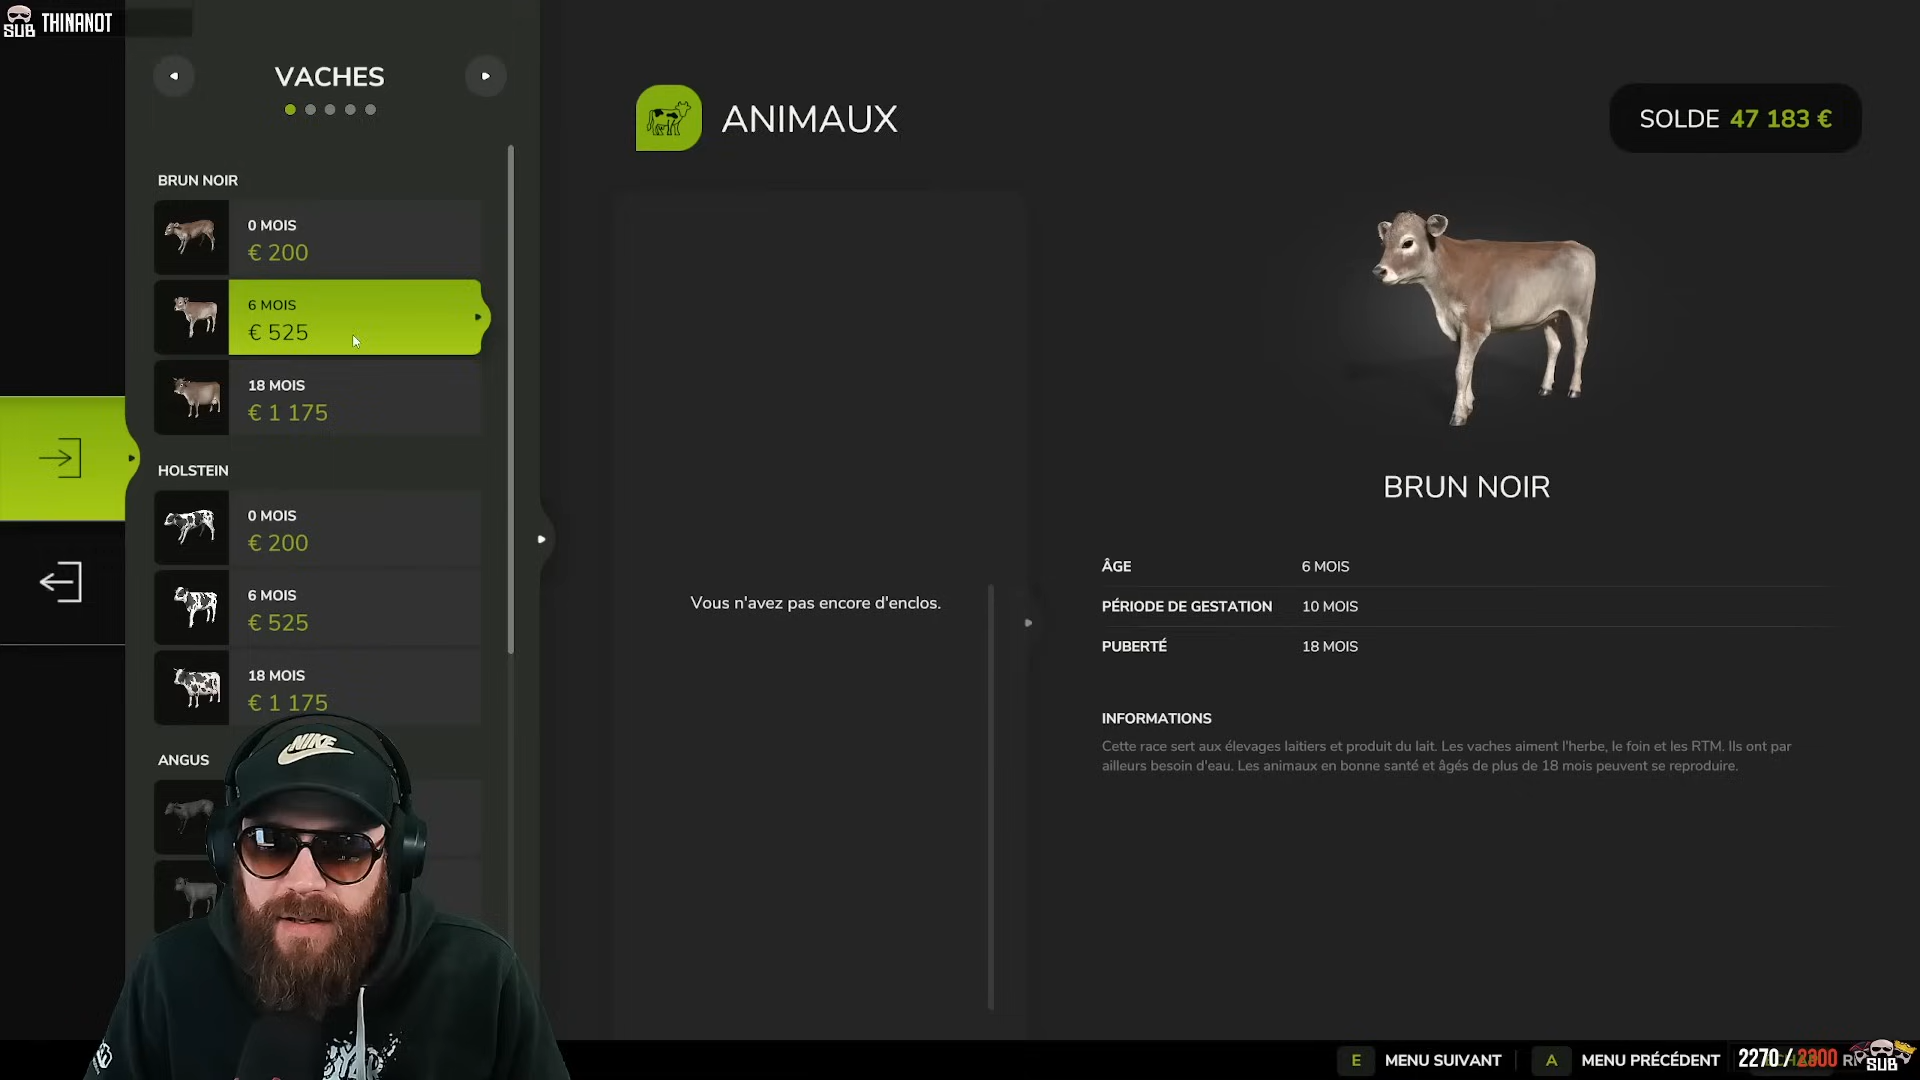 SUB THINANOT
VACHES
BRUN NOIR
0 MOIS
€ 200
6 MOIS
€ 525
18 MOIS
€ 1 175
HOLSTEIN
0 MOIS
€ 200
6 MOIS
€ 525
18 MOIS
€ 1 175
ANGUS
NIKE
ANIMAUX
Vous n'avez pas encore d'enclos.
SOLDE 47 183 €
BRUN NOIR
ÂGE 6 MOIS
PÉRIODE DE GESTATION 10 MOIS
PUBERTÉ 18 MOIS
INFORMATIONS
Cette race sert aux élevages laitiers et produit du lait. Les vaches aiment l'herbe, le foin et les RTM. Ils ont par
ailleurs besoin d'eau. Les animaux en bonne santé et âgés de plus de 18 mois peuvent se reproduire.
E MENU SUIVANT
A MENU PRÉCÉDENT
2270 / 2300
SUB